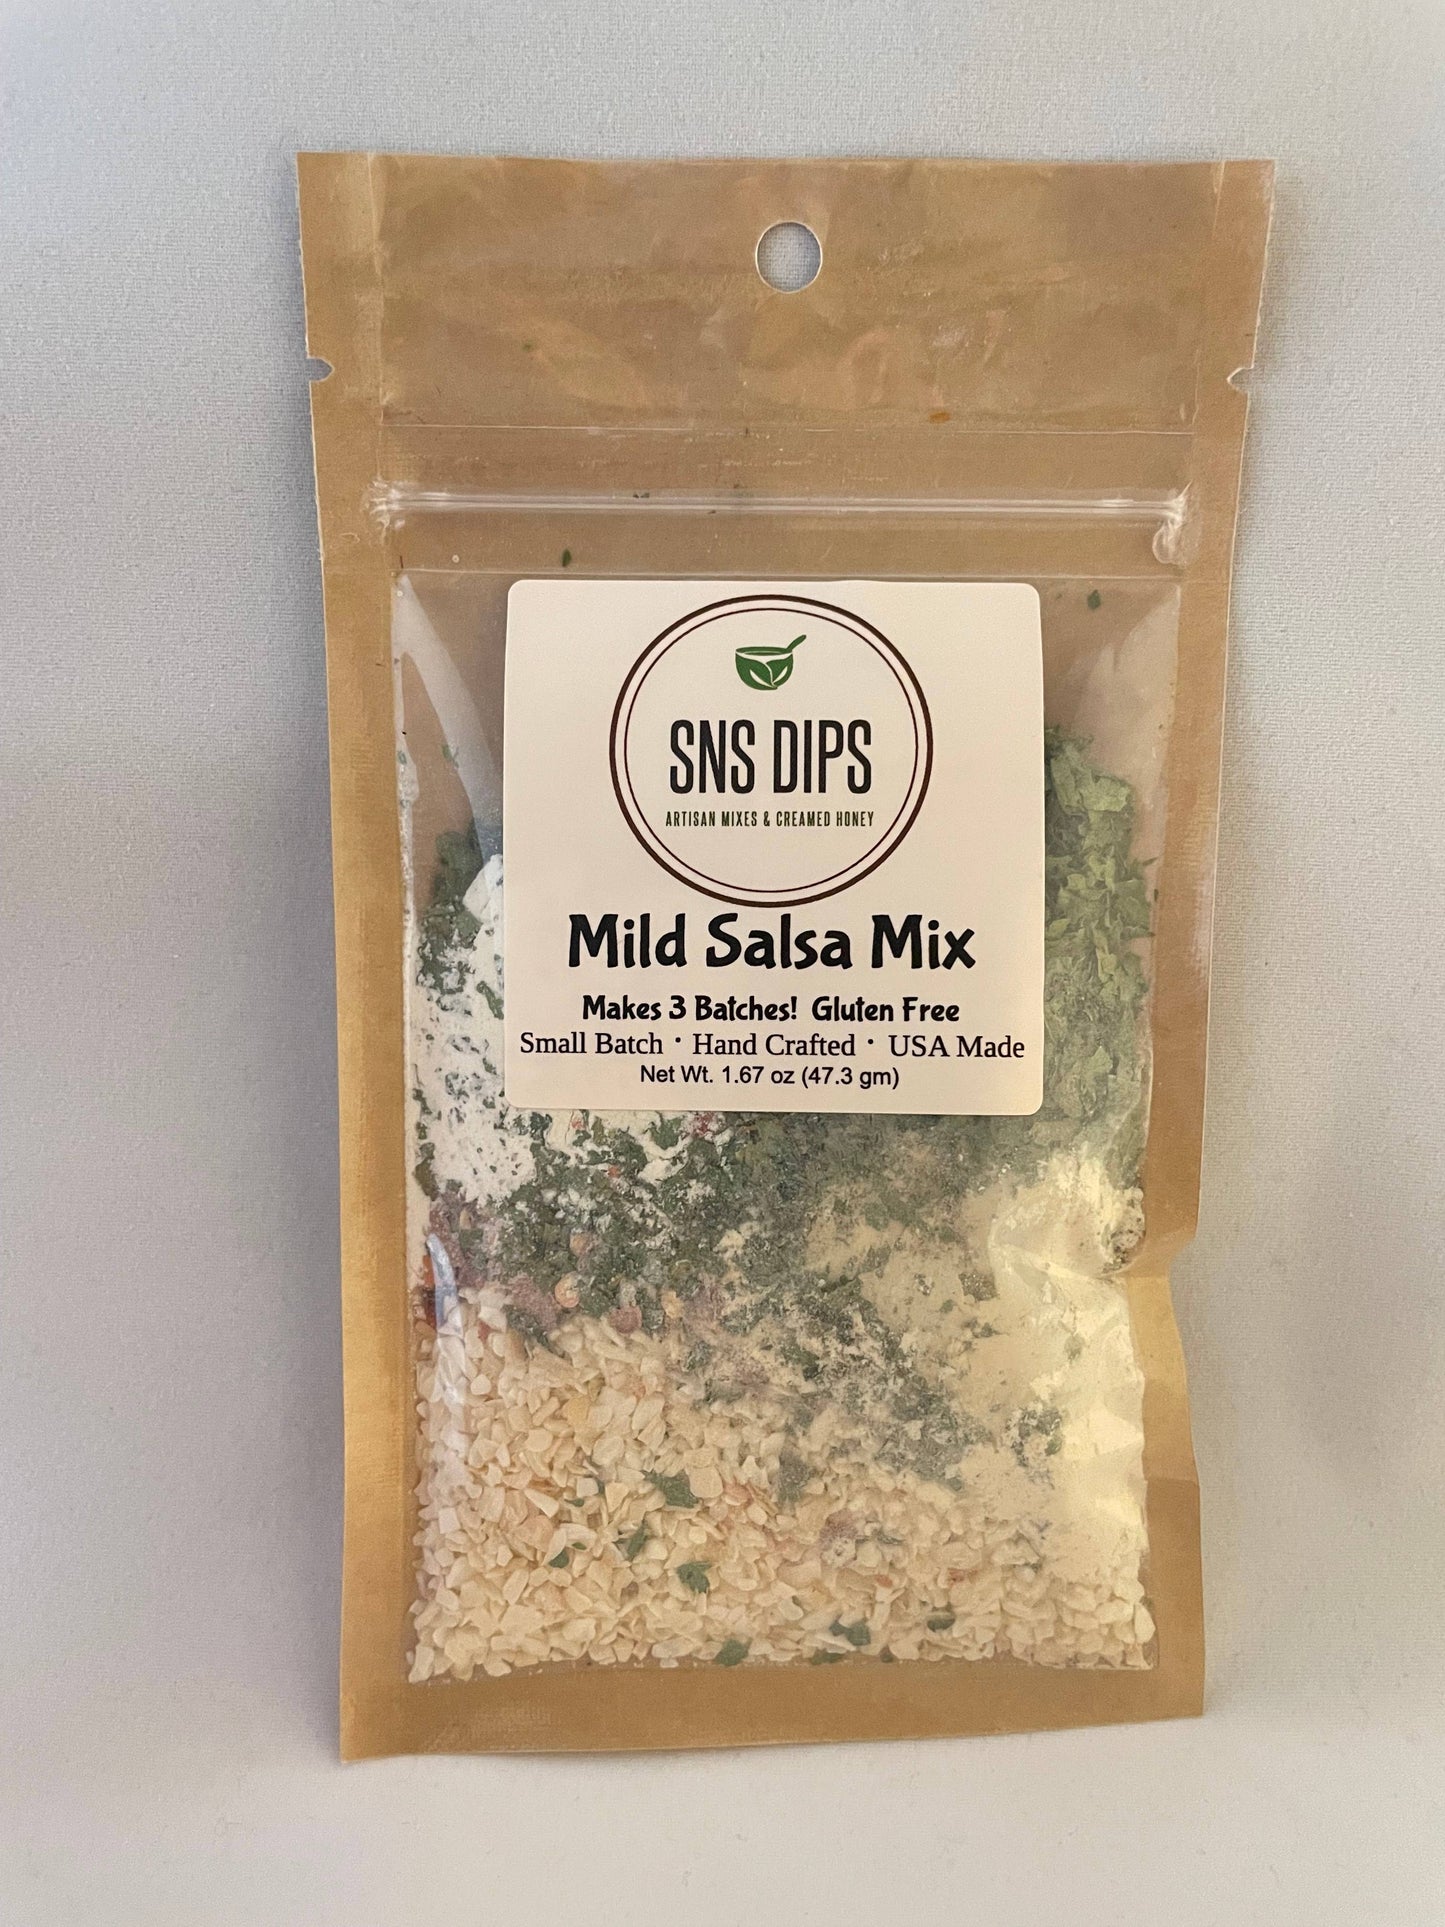 SNS DIPS
ARTISAN MIXES & CREAMED HONEY
Mild Salsa Mix
Makes 3 Batches! Gluten Free
Small Batch · Hand Crafted · USA Made
Net Wt. 1.67 oz (47.3 gm)